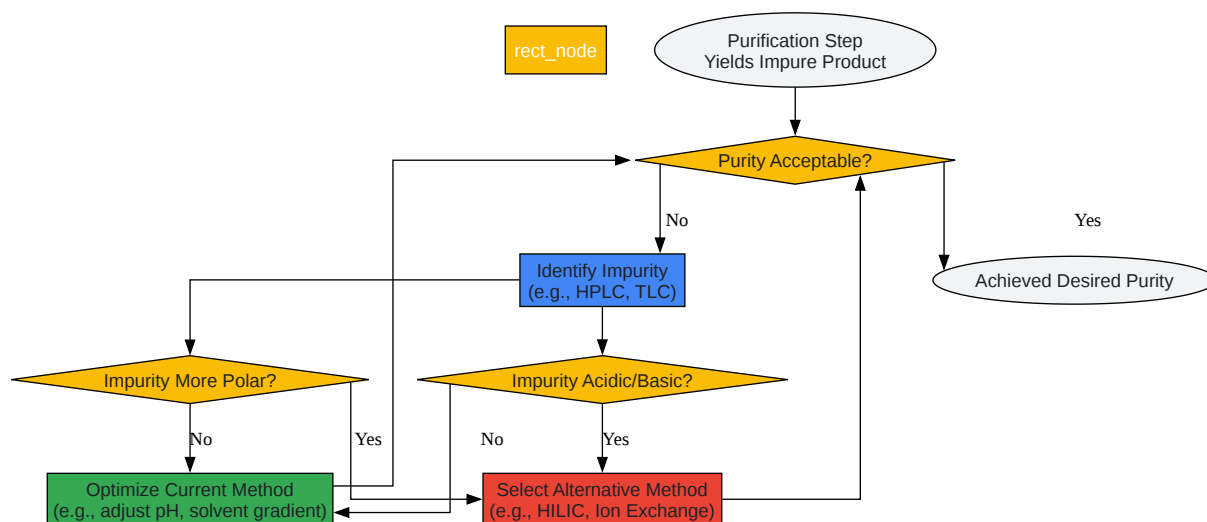 rect_node
Purification Step
Yields Impure Product
Purity Acceptable?
No
Yes
Identify Impurity
(e.g., HPLC, TLC)
Achieved Desired Purity
Impurity More Polar?
Impurity Acidic/Basic?
No
Yes
No
Yes
Optimize Current Method
(e.g., adjust pH, solvent gradient)
Select Alternative Method
(e.g., HILIC, Ion Exchange)